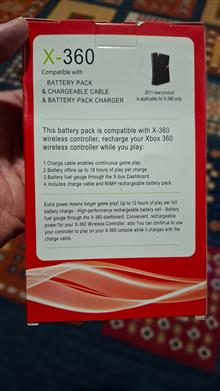 X-360
Compatible with
BATTERY PACK
& CHARGEABLE CABLE
& BATTERY PACK CHARGER
2011 new product
is applicable for X-360 only.
This battery pack is compatible with X-360
wireless controller, recharge your Xbox 360
wireless controller while you play:
1.Charge cable enables continuous game play.
2.Battery offers up to 18 hours of play per charge.
3.Battery fuel gauge through the X-box Dashboard.
4.Includes charge cable and NiMH rechargeable battery pack.
Extra power means longer game play! Up to 12 hours of play per full
battery charge - High-performance rechargeable battery sell - Battery
fuel gauge through the X-360 dashboard. Convenient, rechargeable
power for your X-360 Wireless Controller. also You can continue to use
your controller to play on your X-360 console while it charges with the
charge cable.